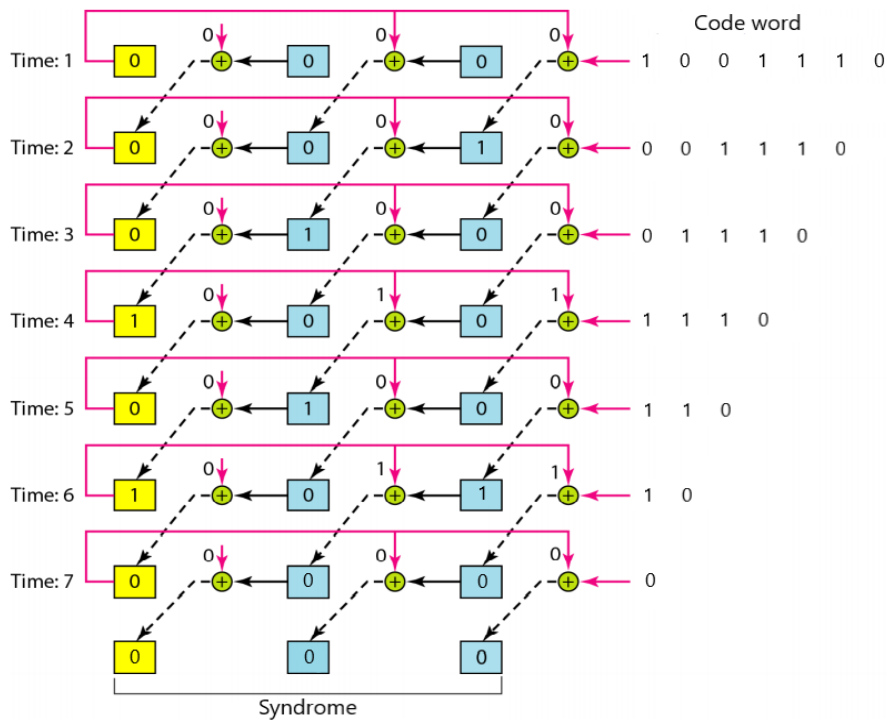 Code word
0 0 0
Time: 1 0 0 0 1 0 0 1 1 1 0
0 0 0
Time: 2 0 0 1 0 0 1 1 1 0
0 0 0
Time: 3 0 1 0 0 1 1 1 0
0 1 1
Time: 4 1 0 0 1 1 1 0
0 0 0
Time: 5 0 1 0 1 1 0
0 1 1
Time: 6 1 0 1 1 0
0 0 0
Time: 7 0 0 0 0
0 0 0
Syndrome